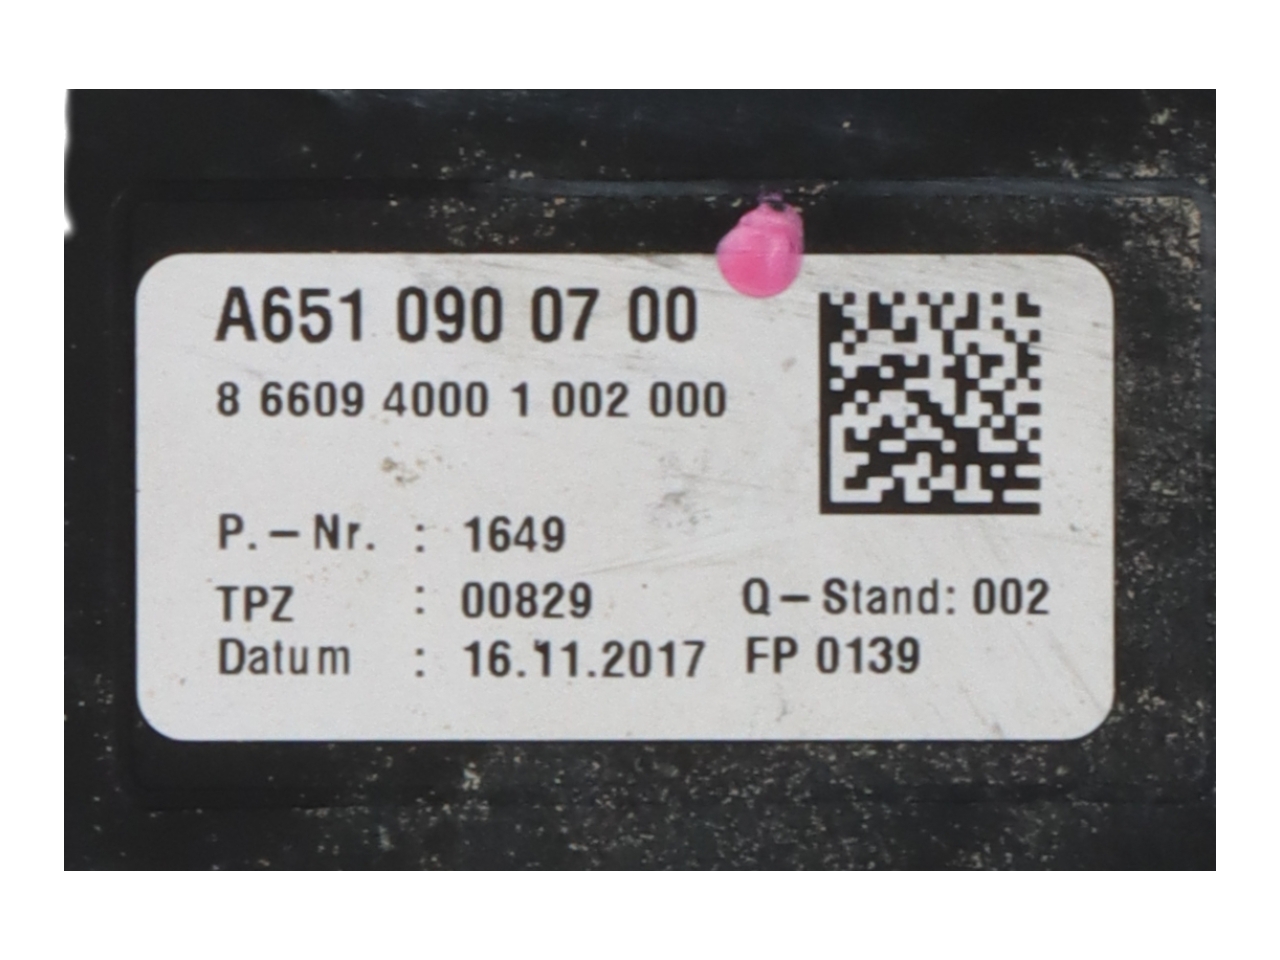 A651 090 07 00
8 6609 4000 1 002 000
P.-Nr. : 1649
TPZ : 00829 Q-Stand: 002
Datum : 16.11.2017 FP 0139